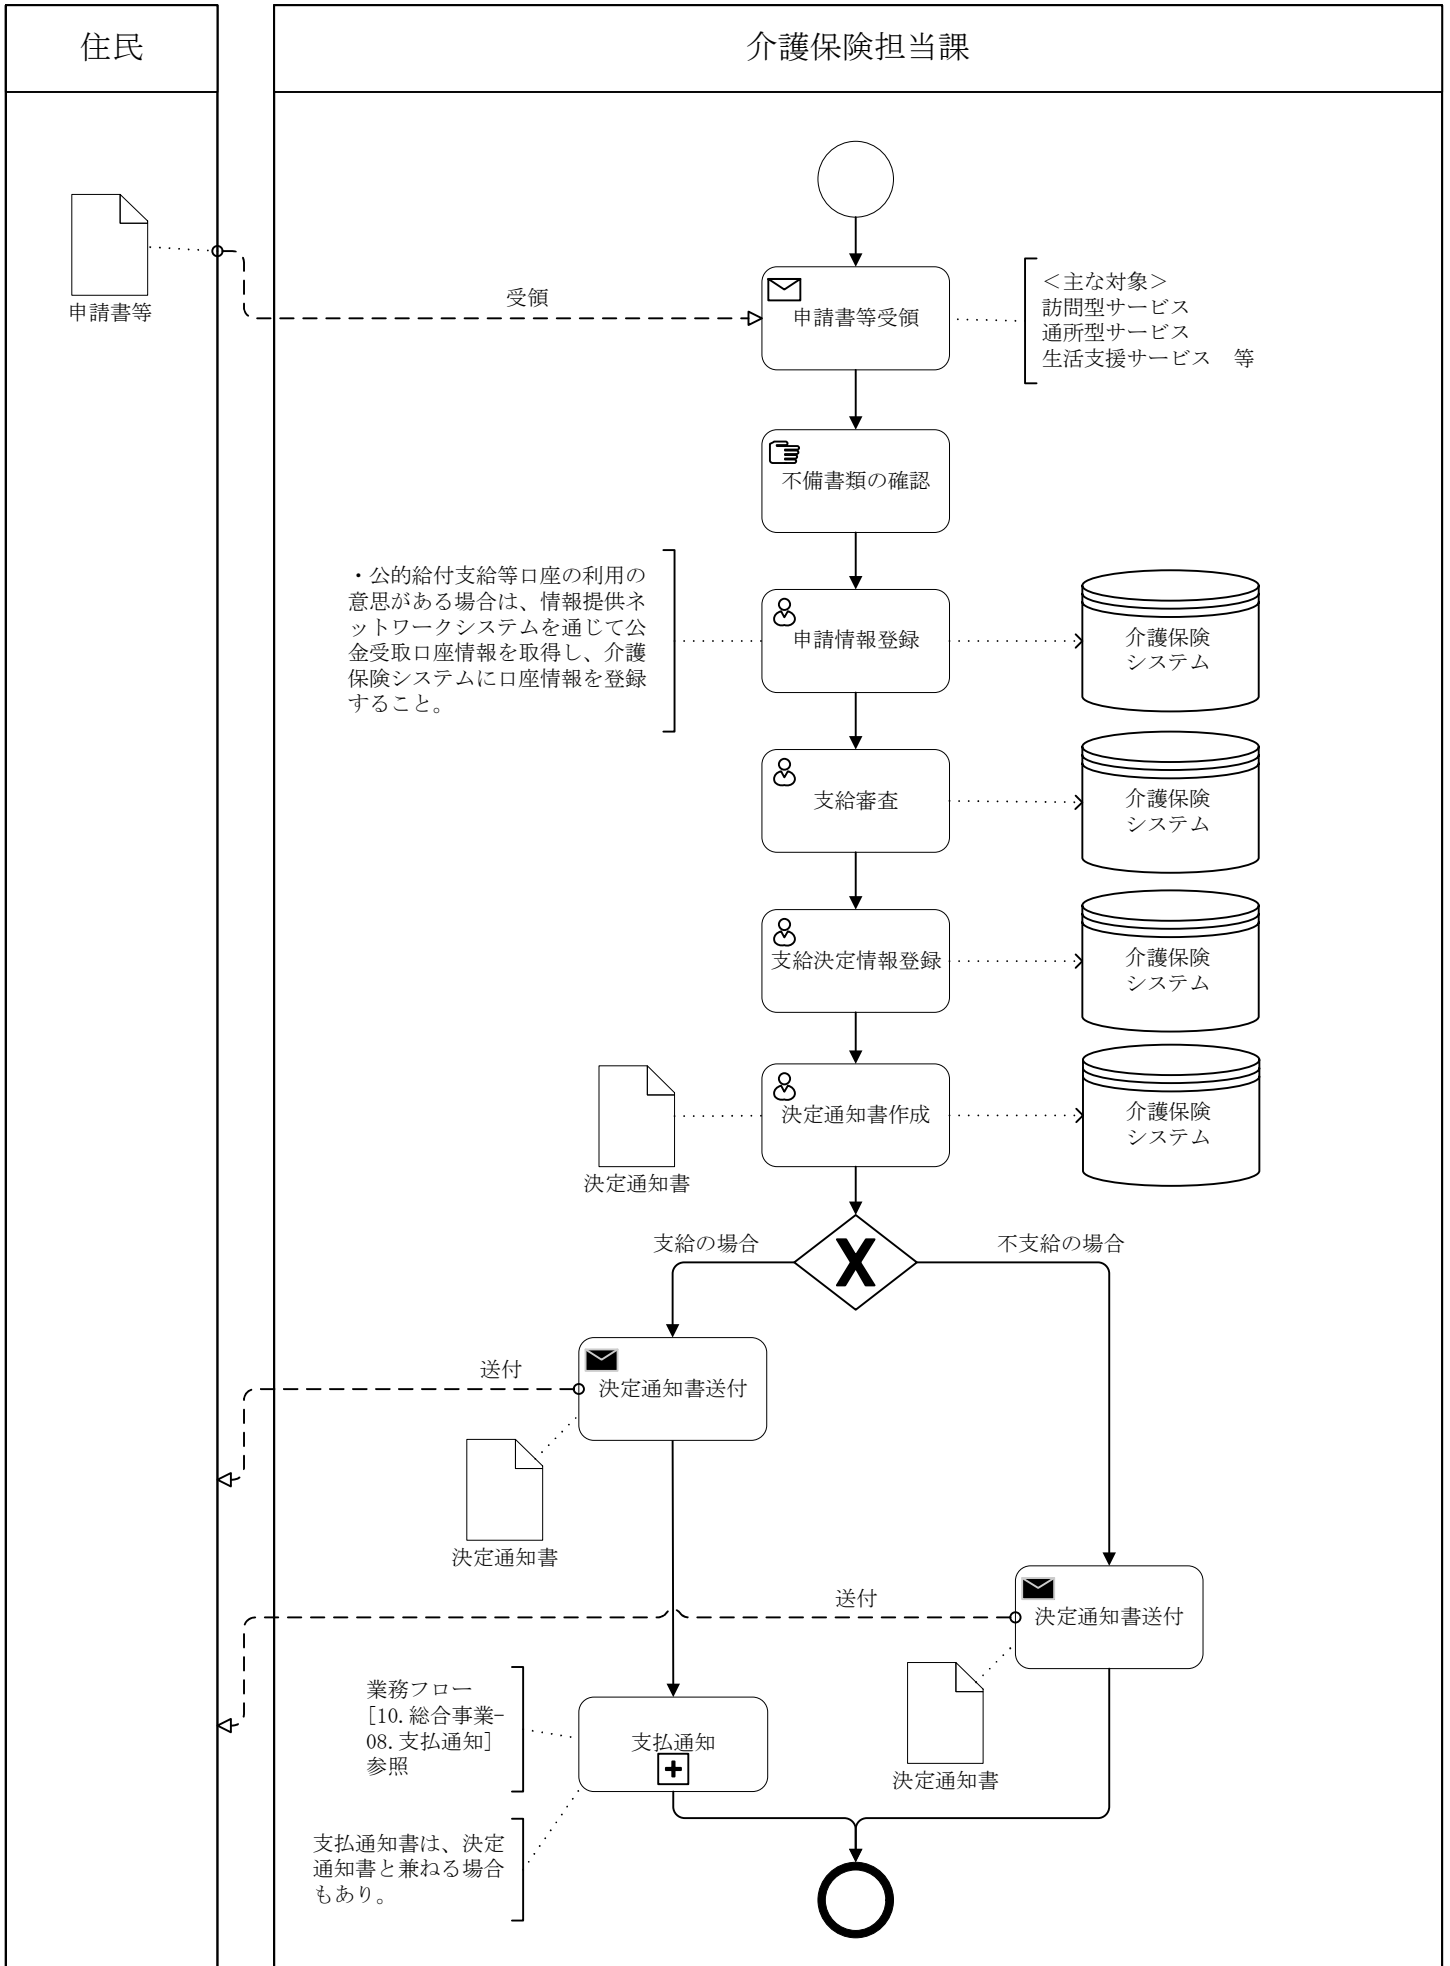 住民
介護保険担当課
申請書等
受領
申請書等受領
＜主な対象＞
訪問型サービス
通所型サービス
生活支援サービス　等
不備書類の確認
・公的給付支給等口座の利用の
意思がある場合は、情報提供ネ
ットワークシステムを通じて公
金受取口座情報を取得し、介護
保険システムに口座情報を登録
すること。
申請情報登録
介護保険
システム
支給審査
介護保険
システム
支給決定情報登録
介護保険
システム
決定通知書
決定通知書作成
介護保険
システム
支給の場合
不支給の場合
X
送付
決定通知書送付
決定通知書
送付
決定通知書送付
決定通知書
業務フロー
[10.総合事業-
08.支払通知]
参照
支払通知
支払通知書は、決定
通知書と兼ねる場合
もあり。